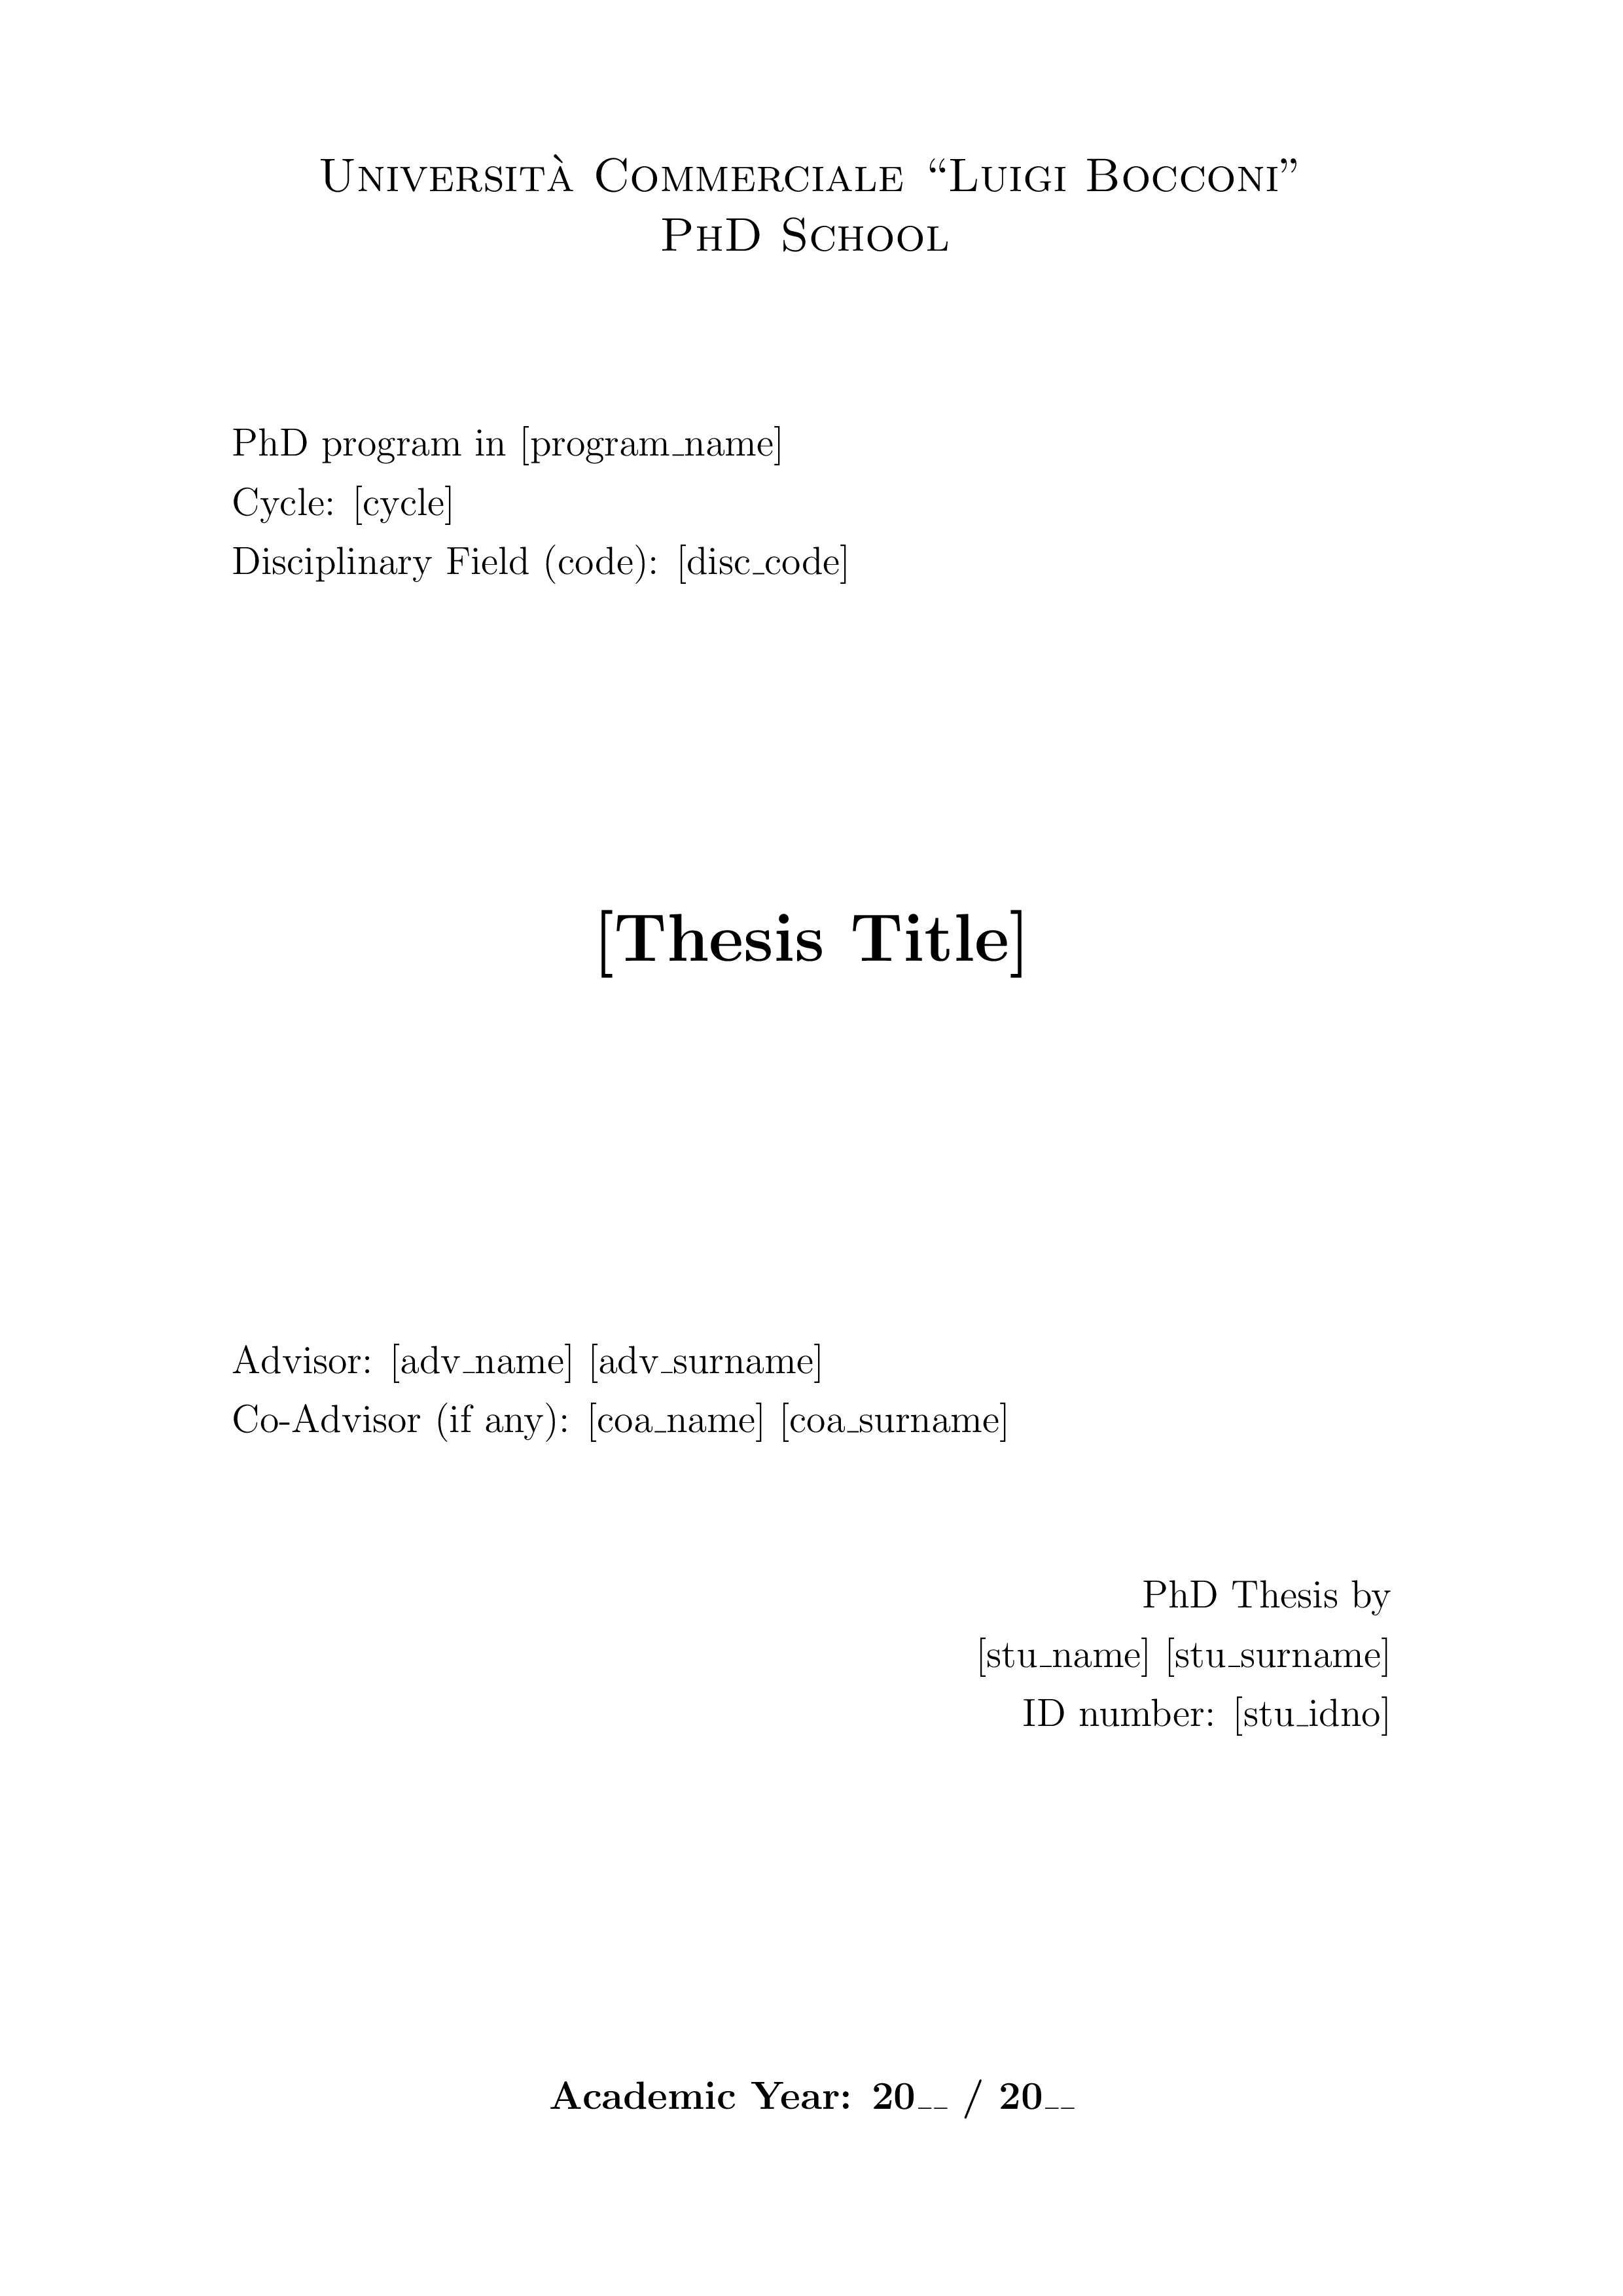 Università Commerciale “Luigi Bocconi”
PhD School
PhD program in [program_name]
Cycle: [cycle]
Disciplinary Field (code): [disc_code]
[Thesis Title]
Advisor: [adv_name] [adv_surname]
Co-Advisor (if any): [coa_name] [coa_surname]
PhD Thesis by
[stu_name] [stu_surname]
ID number: [stu_idno]
Academic Year: 20__ / 20__